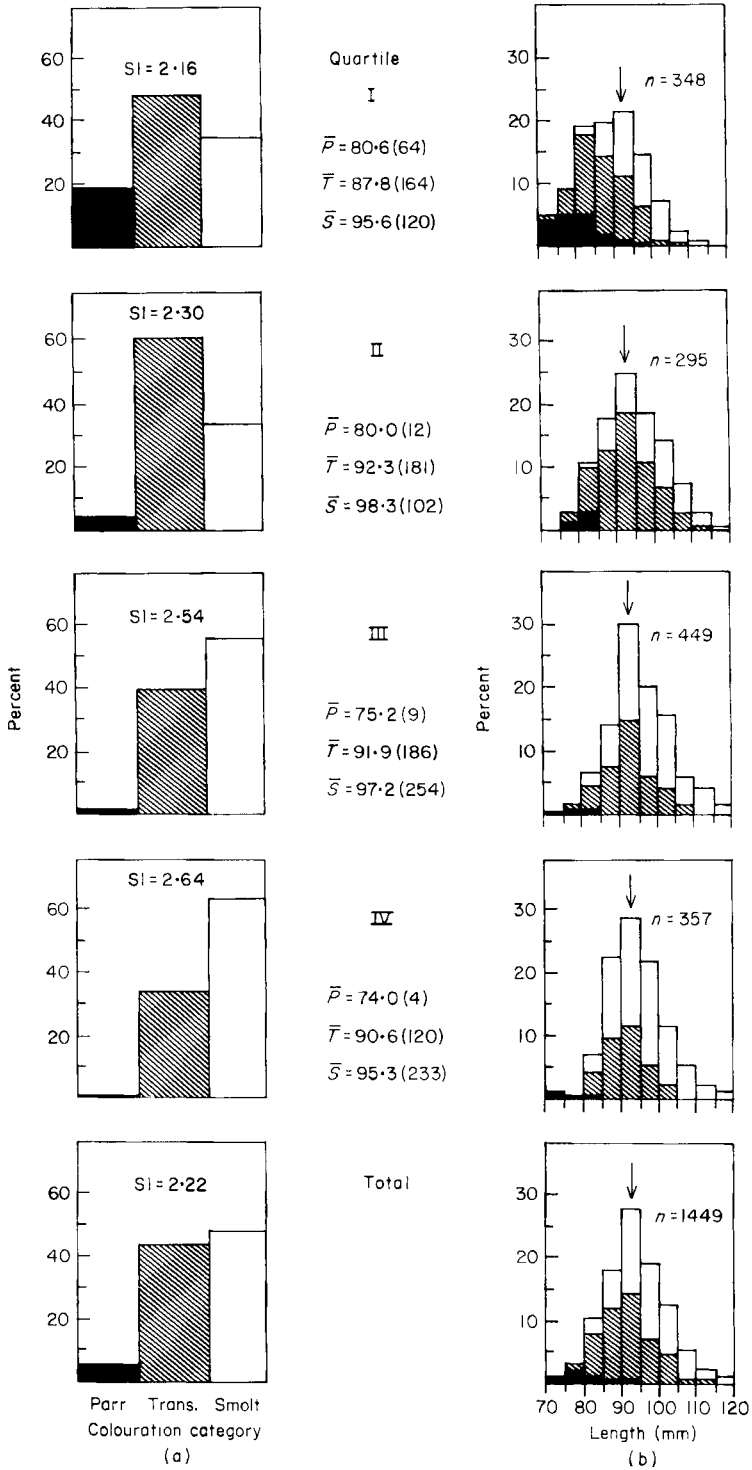 60
40
20
SI = 2·16
Quartile
I
P̅ = 80·6 (64)
T̅ = 87·8 (164)
S̅ = 95·6 (120)
30
20
10
n = 348
60
40
20
SI = 2·30
II
P̅ = 80·0 (12)
T̅ = 92·3 (181)
S̅ = 98·3 (102)
30
20
10
n = 295
Percent
60
40
20
SI = 2·54
III
P̅ = 75·2 (9)
T̅ = 91·9 (186)
S̅ = 97·2 (254)
Percent
30
20
10
n = 449
60
40
20
SI = 2·64
IV
P̅ = 74·0 (4)
T̅ = 90·6 (120)
S̅ = 95·3 (233)
30
20
10
n = 357
60
40
20
SI = 2·22
Total
30
20
10
n = 1449
Parr Trans. Smolt
70 80 90 100 110 120
Colouration category
Length (mm)
(a)
(b)